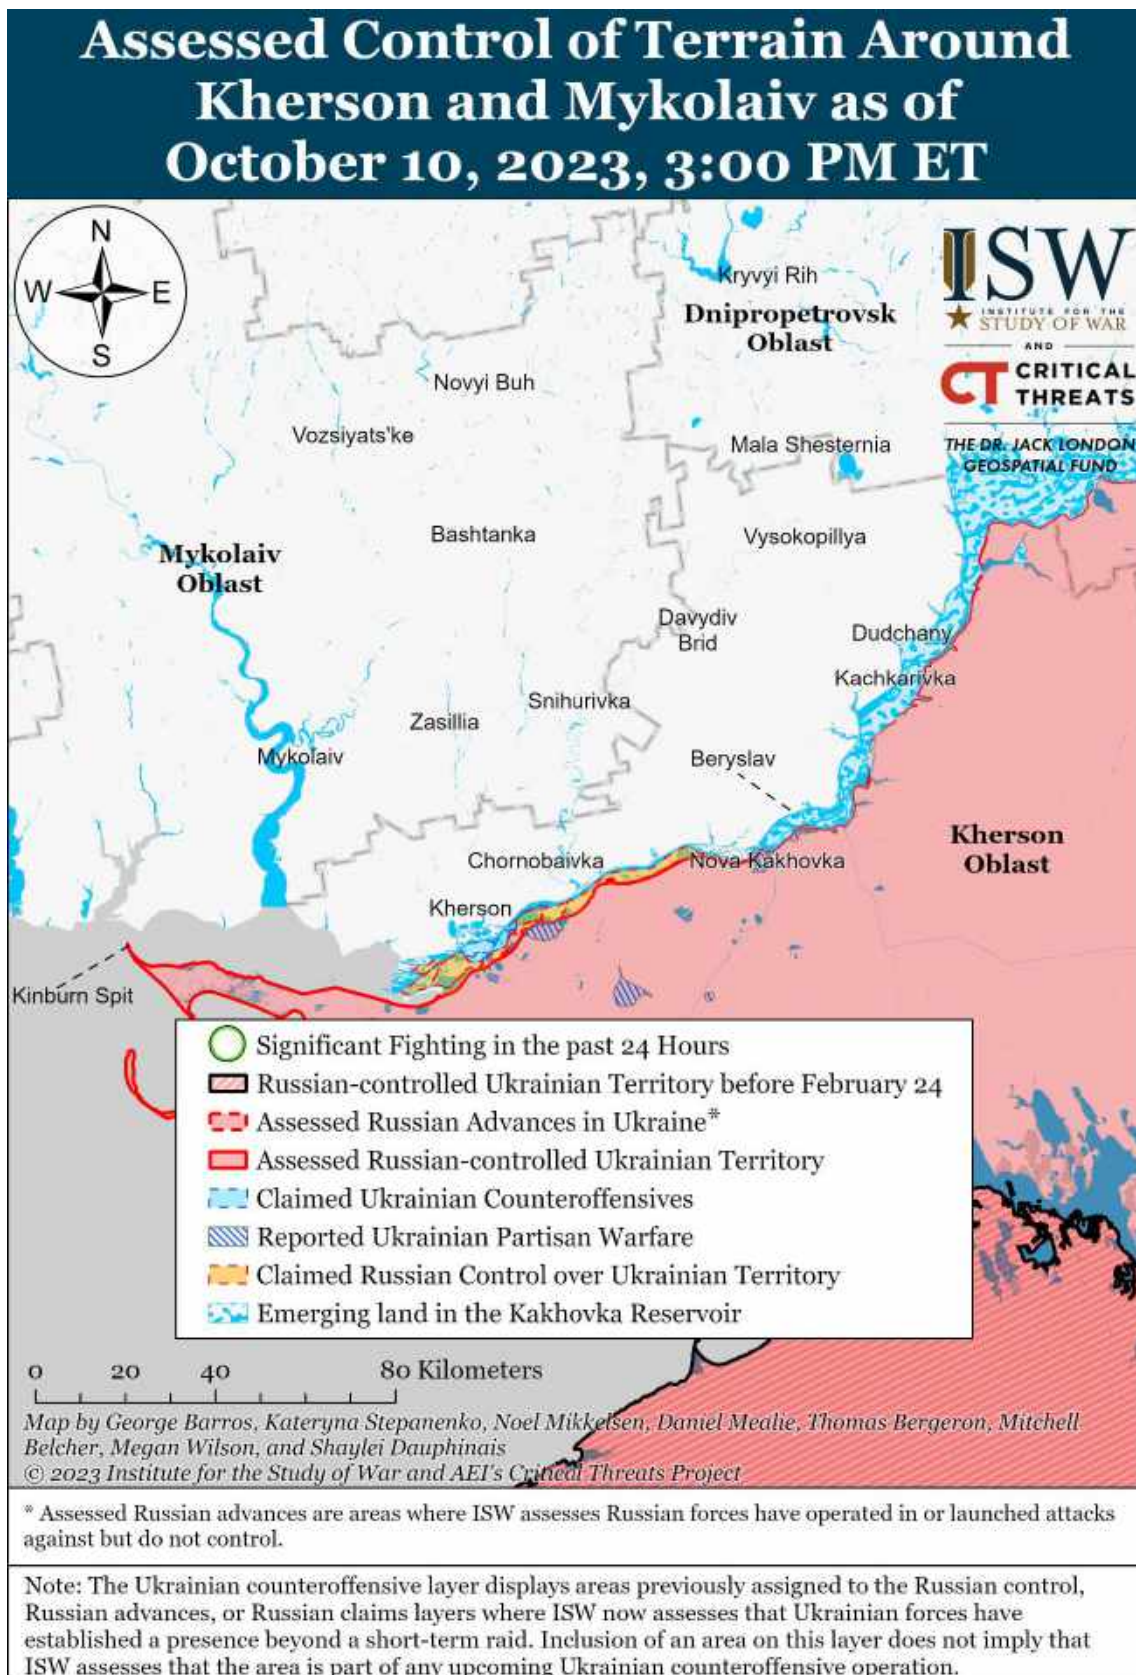 Assessed Control of Terrain Around
Kherson and Mykolaiv as of
October 10, 2023, 3:00 PM ET
N
W
E
S
ISW
INSTITUTE FOR THE
STUDY OF WAR
AND
CT CRITICAL
THREATS
THE DR. JACK LONDON
GEOSPATIAL FUND
Kryvyi Rih
Dnipropetrovsk
Oblast
Novyi Buh
Vozsiyats'ke
Mala Shesternia
Bashtanka
Vysokopillya
Mykolaiv
Oblast
Davydiv
Brid
Dudchany
Kachkarivka
Snihurivka
Zasillia
Mykolaiv
Beryslav
Kherson
Oblast
Chornobaivka
Nova Kakhovka
Kherson
Kinburn Spit
Significant Fighting in the past 24 Hours
Russian-controlled Ukrainian Territory before February 24
Assessed Russian Advances in Ukraine*
Assessed Russian-controlled Ukrainian Territory
Claimed Ukrainian Counteroffensives
Reported Ukrainian Partisan Warfare
Claimed Russian Control over Ukrainian Territory
Emerging land in the Kakhovka Reservoir
0 20 40 80 Kilometers
Map by George Barros, Kateryna Stepanenko, Noel Mikkelsen, Daniel Mealie, Thomas Bergeron, Mitchell
Belcher, Megan Wilson, and Shaylei Dauphinais
© 2023 Institute for the Study of War and AEI's Critical Threats Project
* Assessed Russian advances are areas where ISW assesses Russian forces have operated in or launched attacks
against but do not control.
Note: The Ukrainian counteroffensive layer displays areas previously assigned to the Russian control,
Russian advances, or Russian claims layers where ISW now assesses that Ukrainian forces have
established a presence beyond a short-term raid. Inclusion of an area on this layer does not imply that
ISW assesses that the area is part of any upcoming Ukrainian counteroffensive operation.